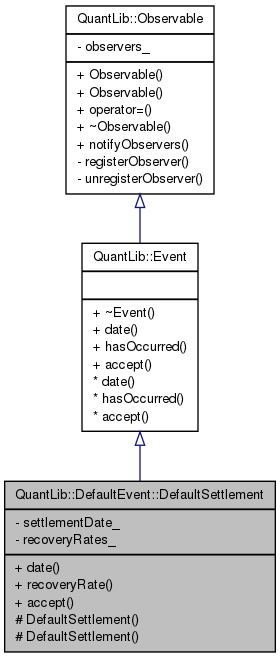 QuantLib::Observable
- observers_
+ Observable()
+ Observable()
+ operator=()
+ ~Observable()
+ notifyObservers()
- registerObserver()
- unregisterObserver()
QuantLib::Event
+ ~Event()
+ date()
+ hasOccurred()
+ accept()
* date()
* hasOccurred()
* accept()
QuantLib::DefaultEvent::DefaultSettlement
- settlementDate_
- recoveryRates_
+ date()
+ recoveryRate()
+ accept()
# DefaultSettlement()
# DefaultSettlement()